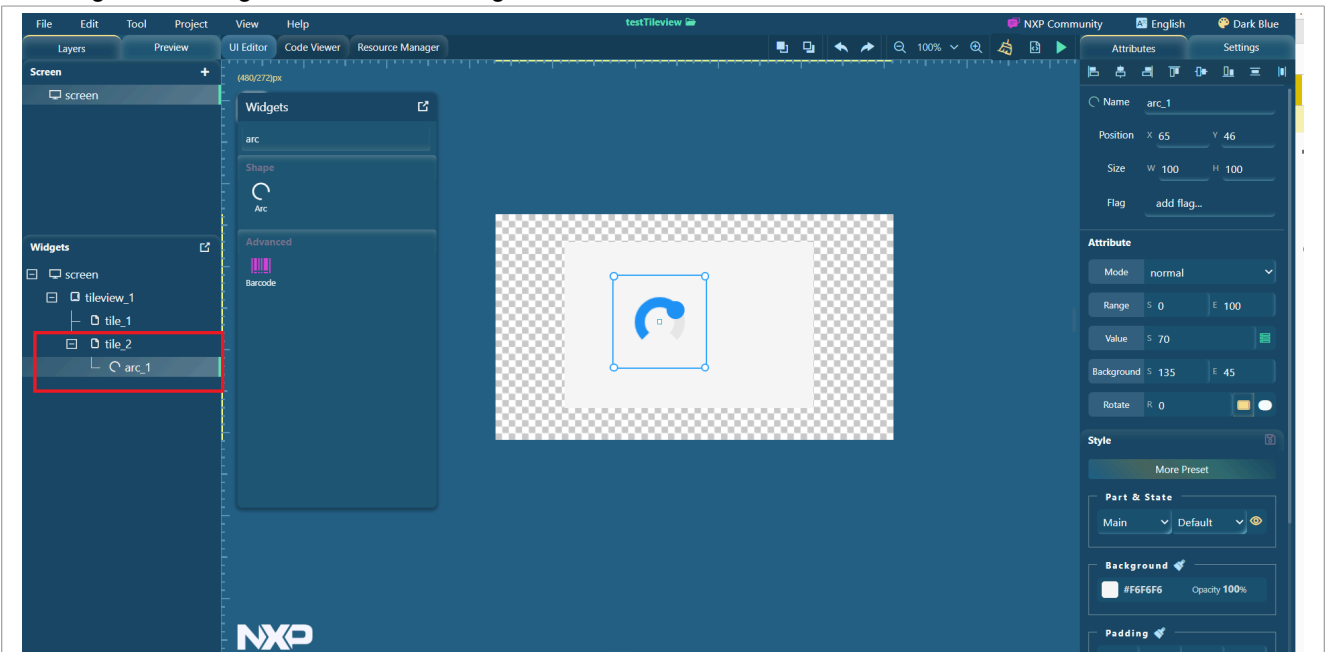 File Edit Tool Project View Help testTileview NXP Community English Dark Blue
Layers Preview UI Editor Code Viewer Resource Manager 100% Attributes Settings
Screen +
screen
(480/272)px
Widgets
arc
Shape
Arc
Advanced
Barcode
Widgets
screen
tileview_1
tile_1
tile_2
arc_1
NXP
Name arc_1
Position X 65 Y 46
Size W 100 H 100
Flag add flag...
Attribute
Mode normal
Range S 0 E 100
Value S 70
Background S 135 E 45
Rotate R 0
Style
More Preset
Part & State
Main Default
Background
#F6F6F6 Opacity 100%
Padding